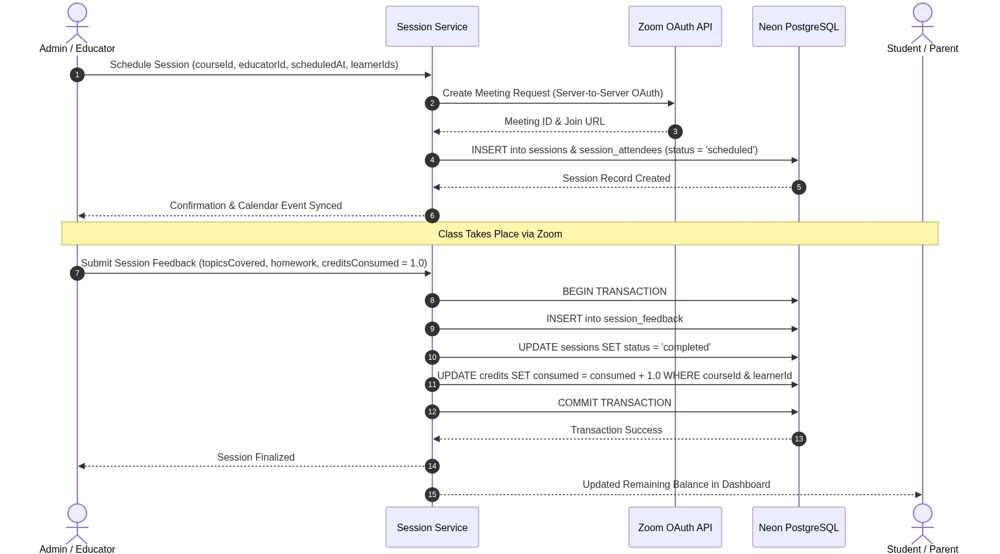 Admin / Educator
Session Service
Zoom OAuth API
Neon PostgreSQL
Student / Parent
Schedule Session (courseId, educatorId, scheduledAt, learnerIds)
1
Create Meeting Request (Server-to-Server OAuth)
2
Meeting ID & Join URL
3
INSERT into sessions & session_attendees (status = 'scheduled')
4
Session Record Created
5
Confirmation & Calendar Event Synced
6
Class Takes Place via Zoom
Submit Session Feedback (topicsCovered, homework, creditsConsumed = 1.0)
7
BEGIN TRANSACTION
8
INSERT into session_feedback
9
UPDATE sessions SET status = 'completed'
10
UPDATE credits SET consumed = consumed + 1.0 WHERE courseId & learnerId
11
COMMIT TRANSACTION
12
Transaction Success
13
Session Finalized
14
Updated Remaining Balance in Dashboard
15
Admin / Educator
Session Service
Zoom OAuth API
Neon PostgreSQL
Student / Parent